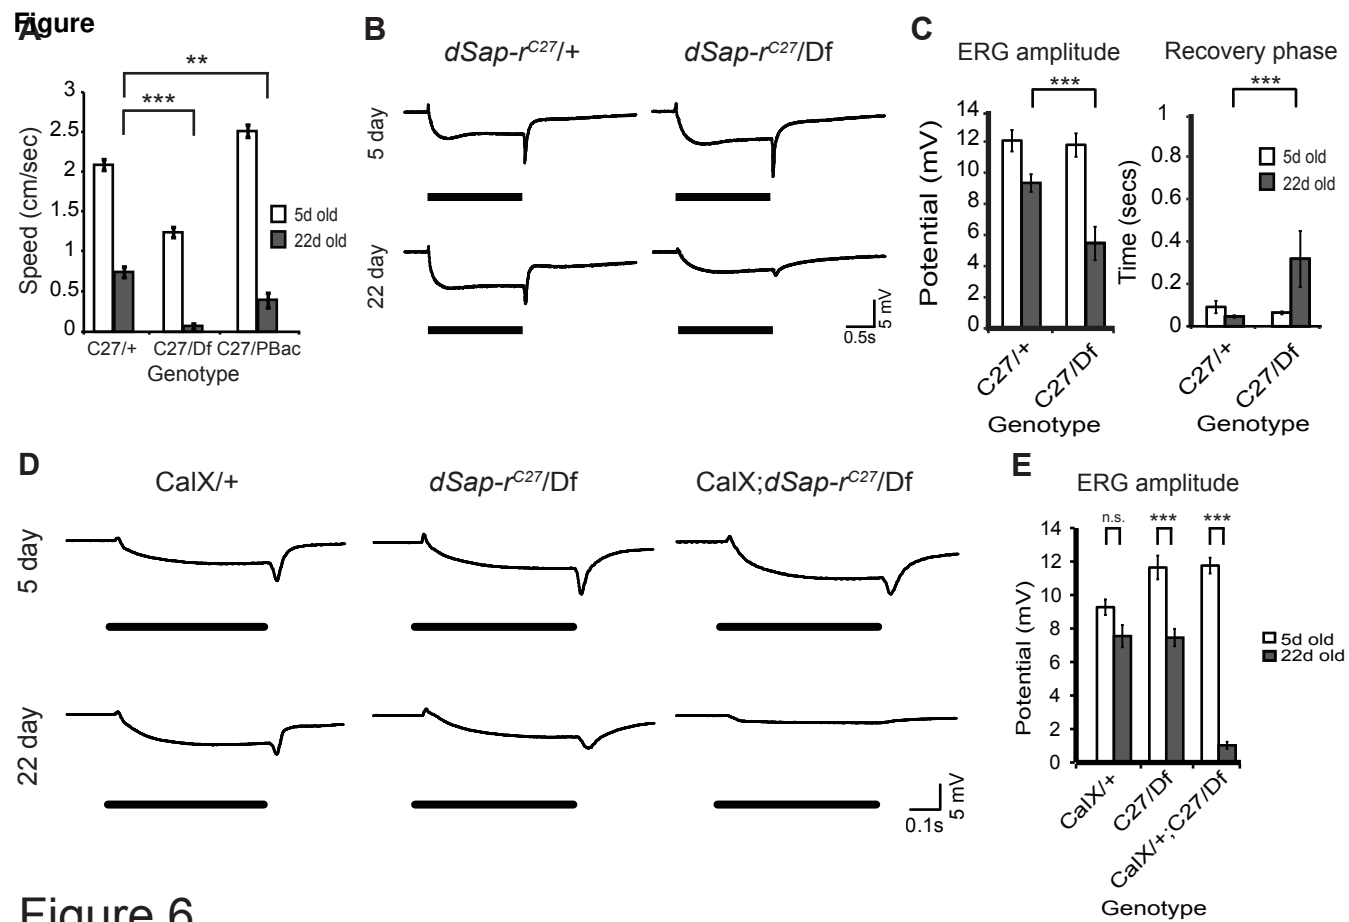 Figure
A
**
***
3
2.5
2
1.5
1
0.5
0
Speed (cm/sec)
5d old
22d old
C27/+ C27/Df C27/PBac
Genotype
B
dSap-rC27/+ dSap-rC27/Df
5 day
22 day
5 mV
0.5s
C
ERG amplitude
***
14
12
10
8
6
4
2
0
Potential (mV)
C27/+
C27/Df
Genotype
Recovery phase
***
1
0.8
0.6
0.4
0.2
0
Time (secs)
5d old
22d old
C27/+
C27/Df
Genotype
D
CalX/+ dSap-rC27/Df CalX;dSap-rC27/Df
5 day
22 day
5 mV
0.1s
E
ERG amplitude
n.s. *** ***
14
12
10
8
6
4
2
0
Potential (mV)
5d old
22d old
CalX/+
C27/Df
CalX/+;C27/Df
Genotype
Figure 6